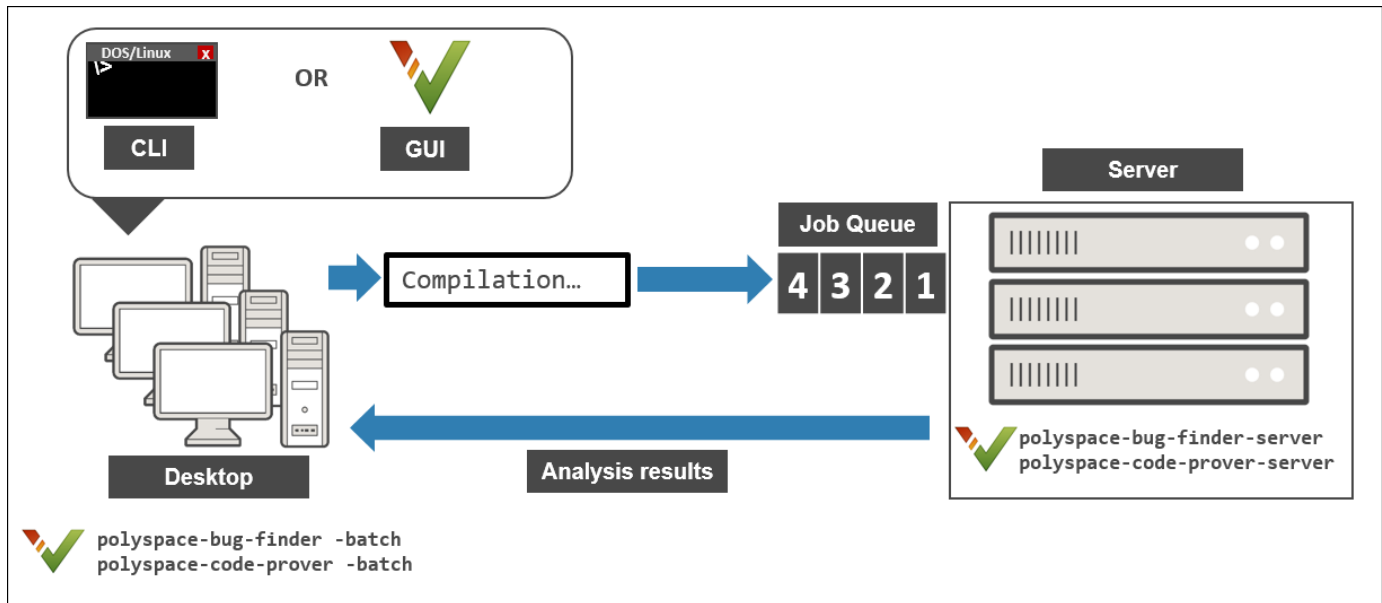 DOS/Linux X
\>
OR
CLI
GUI
Server
Job Queue
4 3 2 1
Compilation…
polyspace-bug-finder-server
polyspace-code-prover-server
Analysis results
Desktop
polyspace-bug-finder -batch
polyspace-code-prover -batch